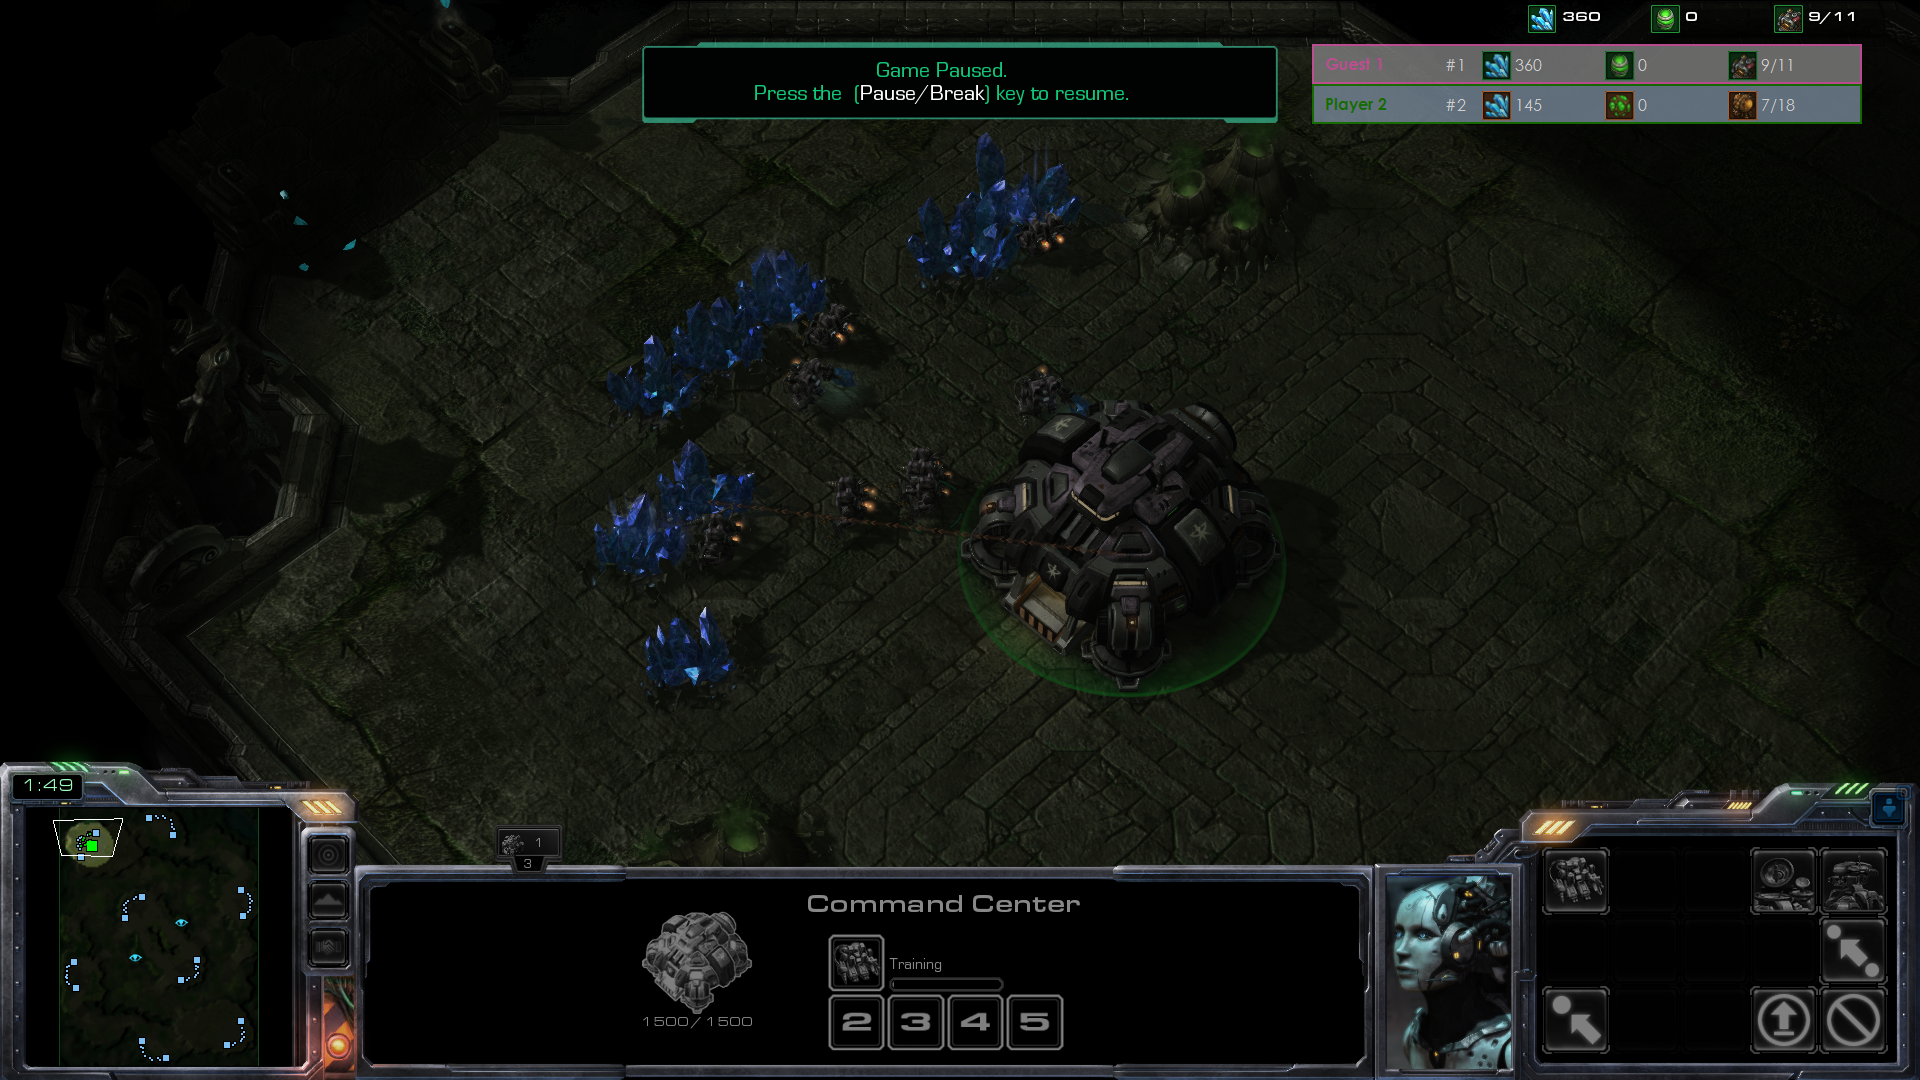 360 0 9/11
Game Paused.
Press the (Pause/Break) key to resume.
Guest 1 #1 360 0 9/11
Player 2 #2 145 0 7/18
1:49
1
3
Command Center
Training
1500/1500
2 3 4 5